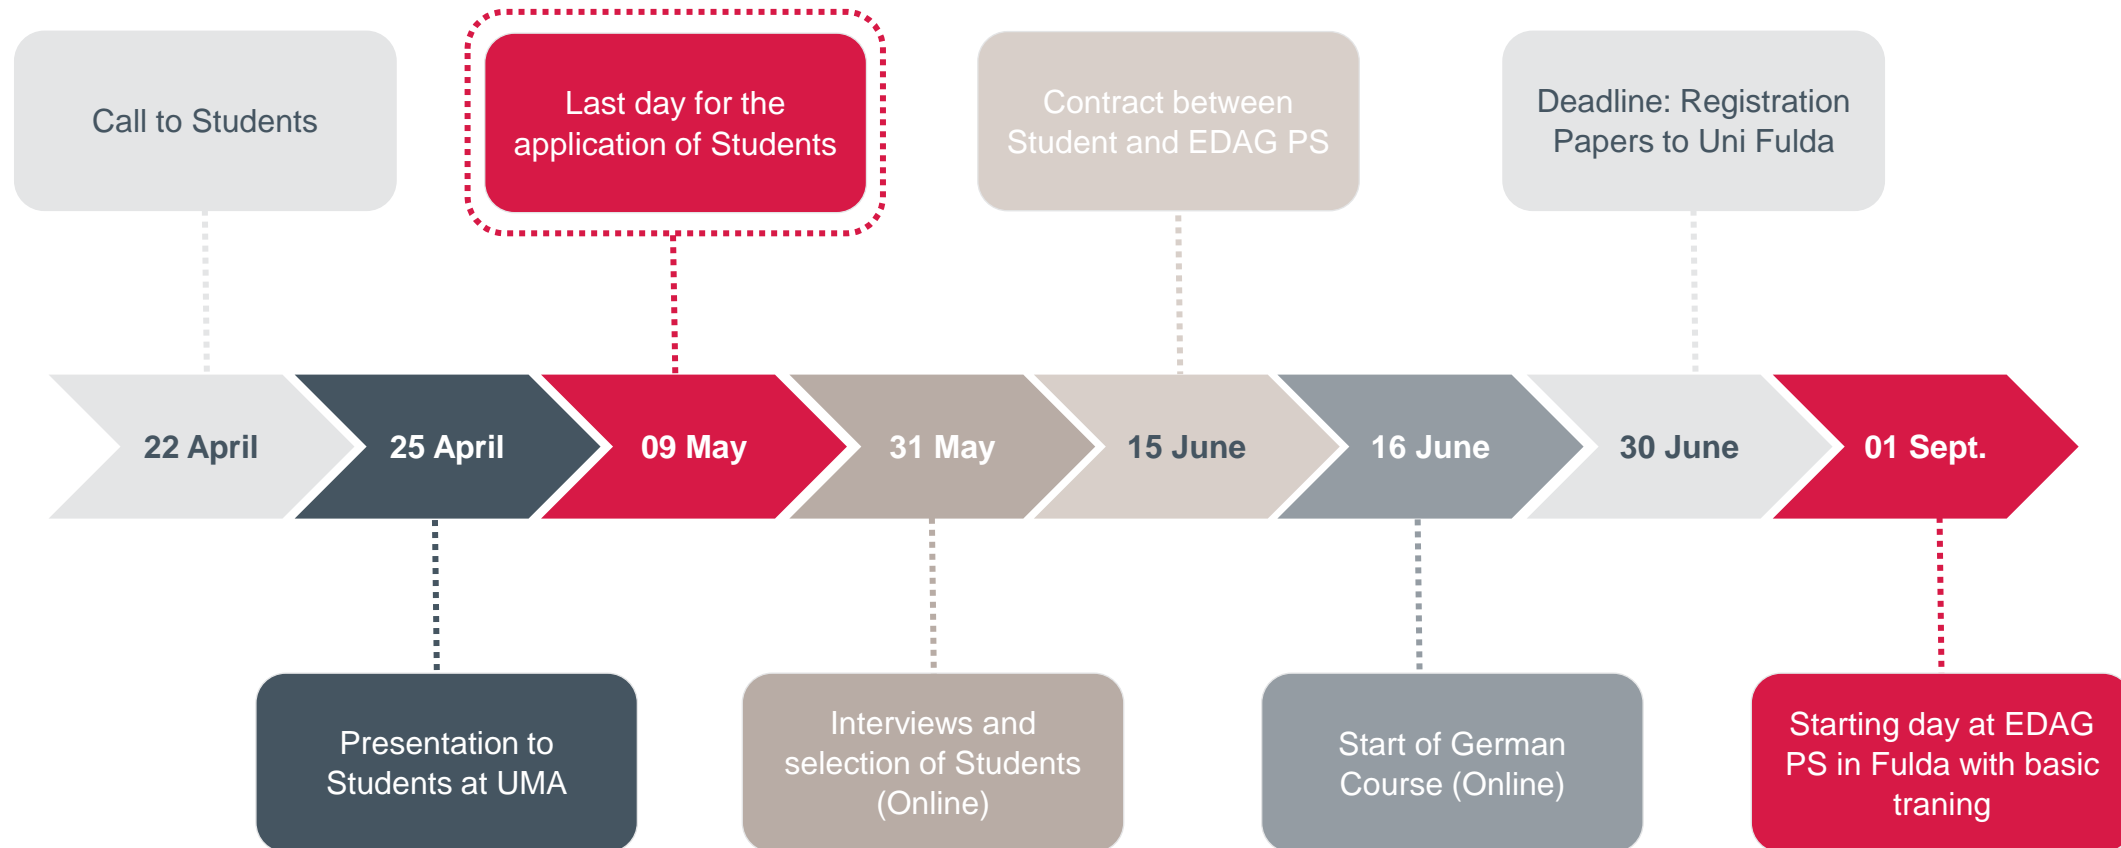 Call to Students
Last day for the
application of Students
Contract between
Student and EDAG PS
Deadline: Registration
Papers to Uni Fulda
22 April
25 April
09 May
31 May
15 June
16 June
30 June
01 Sept.
Presentation to
Students at UMA
Interviews and
selection of Students
(Online)
Start of German
Course (Online)
Starting day at EDAG
PS in Fulda with basic
traning